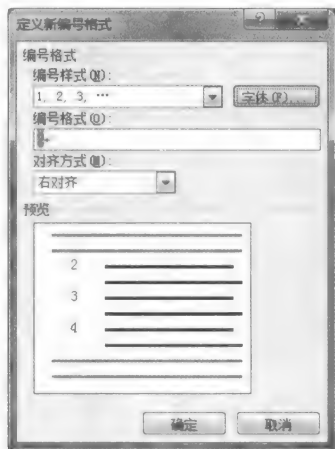 定义新编号格式
编号格式
编号样式(N):
1, 2, 3, …
字体(F)...
编号格式(O):
对齐方式(M):
右对齐
预览
2
3
4
确定
取消